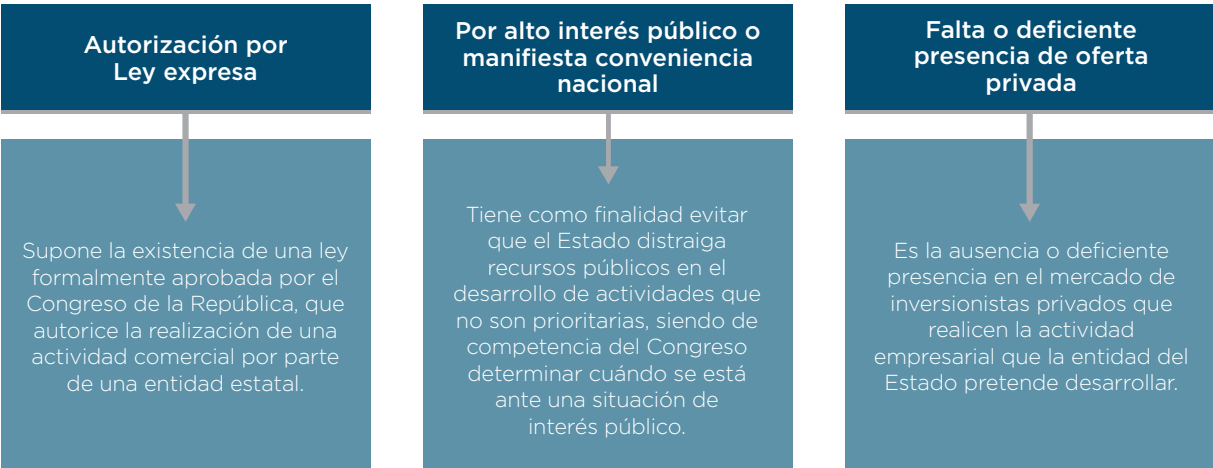 Autorización por
Ley expresa
Supone la existencia de una ley
formalmente aprobada por el
Congreso de la República, que
autorice la realización de una
actividad comercial por parte
de una entidad estatal.
Por alto interés público o
manifiesta conveniencia
nacional
Tiene como finalidad evitar
que el Estado distraiga
recursos públicos en el
desarrollo de actividades que
no son prioritarias, siendo de
competencia del Congreso
determinar cuándo se está
ante una situación de
interés público.
Falta o deficiente
presencia de oferta
privada
Es la ausencia o deficiente
presencia en el mercado de
inversionistas privados que
realicen la actividad
empresarial que la entidad del
Estado pretende desarrollar.